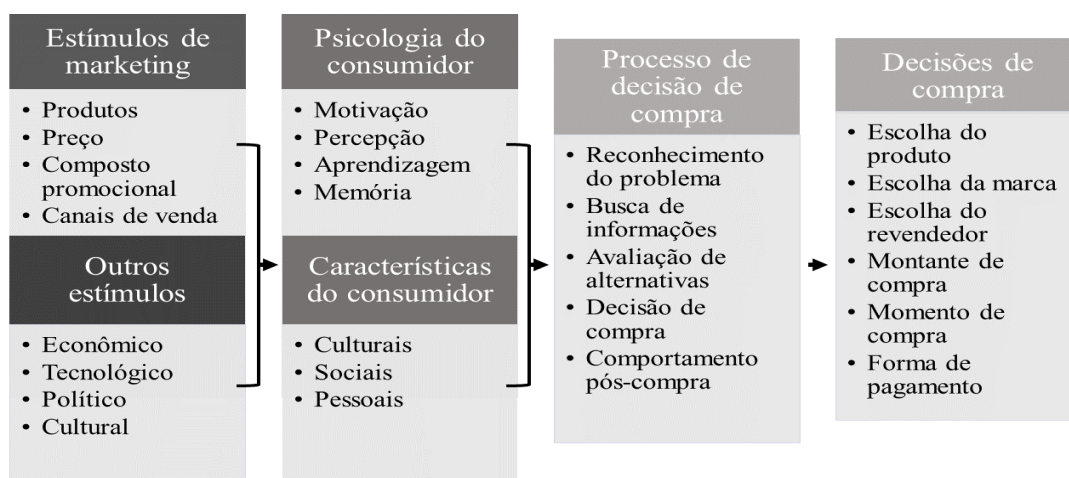 Estímulos de
marketing
• Produtos
• Preço
• Composto
promocional
• Canais de venda
Outros
estímulos
• Econômico
• Tecnológico
• Político
• Cultural
Psicologia do
consumidor
• Motivação
• Percepção
• Aprendizagem
• Memória
Características
do consumidor
• Culturais
• Sociais
• Pessoais
Processo de
decisão de
compra
• Reconhecimento
do problema
• Busca de
informações
• Avaliação de
alternativas
• Decisão de
compra
• Comportamento
pós-compra
Decisões de
compra
• Escolha do
produto
• Escolha da marca
• Escolha do
revendedor
• Montante de
compra
• Momento de
compra
• Forma de
pagamento